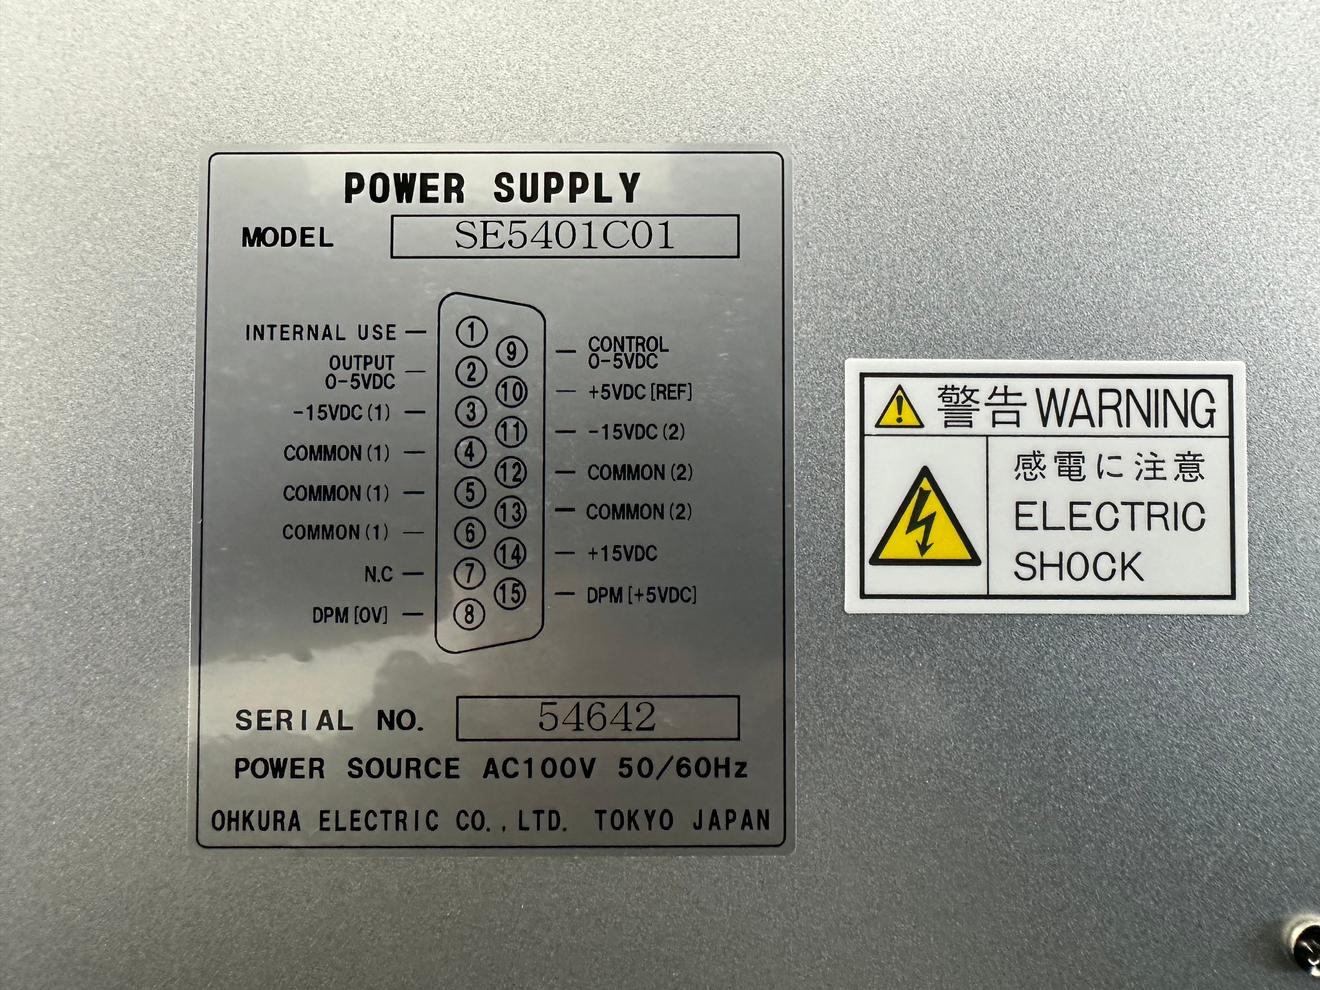 POWER SUPPLY
MODEL SE5401C01
INTERNAL USE — 1
9 — CONTROL
0-5VDC
OUTPUT
0-5VDC — 2
10 — +5VDC [REF]
-15VDC (1) — 3
11 — -15VDC (2)
COMMON (1) — 4
12 — COMMON (2)
COMMON (1) — 5
13 — COMMON (2)
COMMON (1) — 6
14 — +15VDC
N.C — 7
15 — DPM [+5VDC]
DPM [0V] — 8
SERIAL NO. 54642
POWER SOURCE AC100V 50/60Hz
OHKURA ELECTRIC CO., LTD. TOKYO JAPAN
警告 WARNING
感電に注意
ELECTRIC
SHOCK